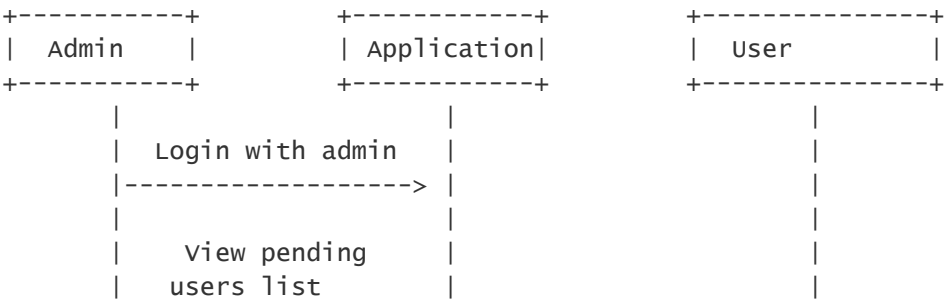 +-----------+ +------------+ +---------------+
| Admin | | Application| | User |
+-----------+ +------------+ +---------------+
| | |
| Login with admin | |
|-------------------> | |
| | |
| View pending | |
| users list | |